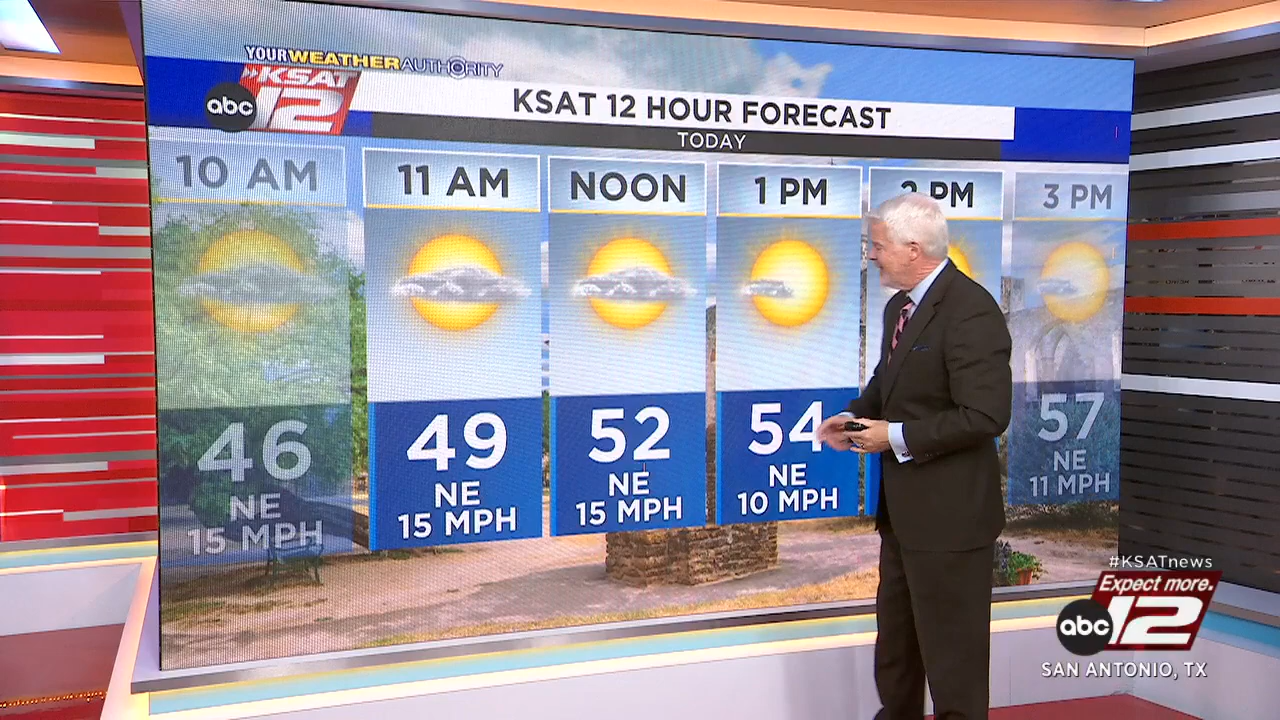 YOUR WEATHER AUTHORITY
KSAT
abc 12
KSAT 12 HOUR FORECAST
TODAY
10 AM
11 AM
NOON
1 PM
PM
3 PM
46
NE
15 MPH
49
NE
15 MPH
52
NE
15 MPH
54
NE
10 MPH
57
NE
11 MPH
#KSATnews
Expect more.
abc 12
SAN ANTONIO, TX